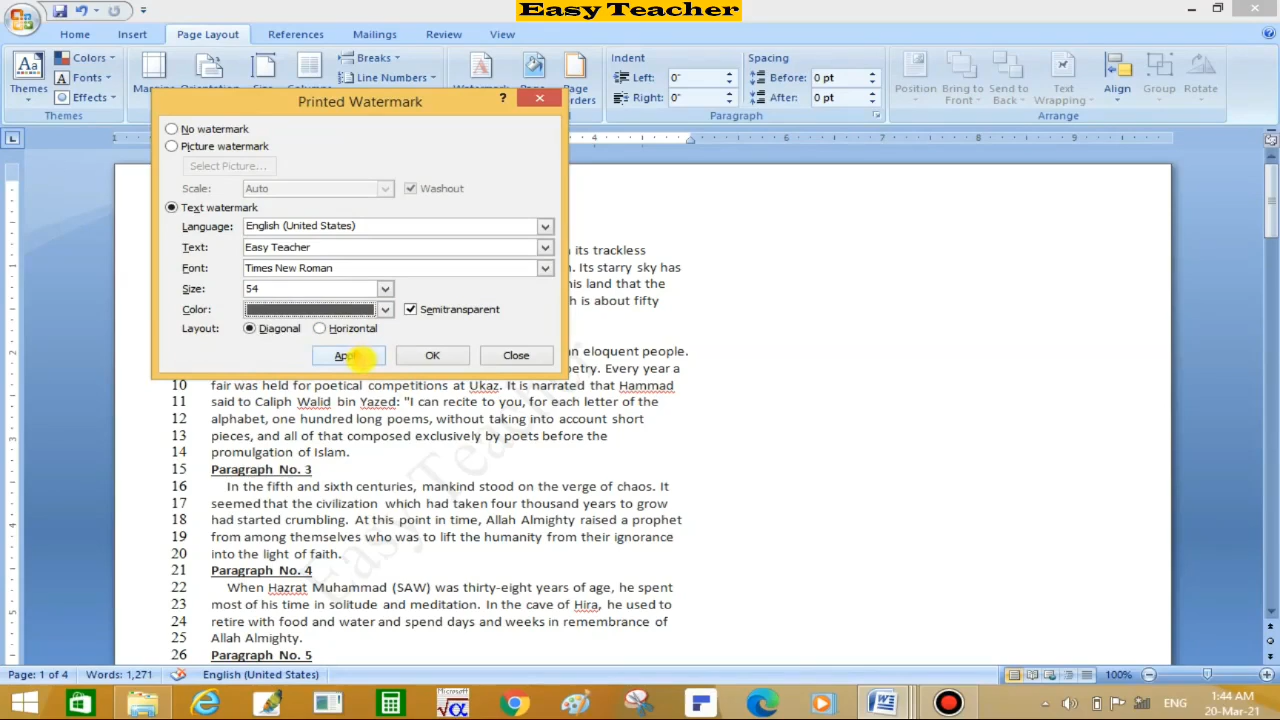 Easy Teacher
Home Insert Page Layout References Mailings Review View
Colors Breaks Indent Spacing
Themes Fonts Line Numbers Left: 0" Before: 0 pt Position Bring to Front Send to Back Text Wrapping Align Group Rotate
Effects Right: 0" After: 0 pt
Themes Paragraph Arrange
Printed Watermark
No watermark
Picture watermark
Select Picture...
Scale: Auto Washout
Text watermark
Language: English (United States)
Text: Easy Teacher
Font: Times New Roman
Size: 54
Color: Semitransparent
Layout: Diagonal Horizontal
OK Close
its trackless
Its starry sky has
land that the
is about fifty
an eloquent people.
Every year a
10 fair was held for poetical competitions at Ukaz. It is narrated that Hammad
11 said to Caliph Walid bin Yazed: "I can recite to you, for each letter of the
12 alphabet, one hundred long poems, without taking into account short
13 pieces, and all of that composed exclusively by poets before the
14 promulgation of Islam.
15 Paragraph No. 3
16 In the fifth and sixth centuries, mankind stood on the verge of chaos. It
17 seemed that the civilization which had taken four thousand years to grow
18 had started crumbling. At this point in time, Allah Almighty raised a prophet
19 from among themselves who was to lift the humanity from their ignorance
20 into the light of faith.
21 Paragraph No. 4
22 When Hazrat Muhammad (SAW) was thirty-eight years of age, he spent
23 most of his time in solitude and meditation. In the cave of Hira, he used to
24 retire with food and water and spend days and weeks in remembrance of
25 Allah Almighty.
26 Paragraph No. 5
Page: 1 of 4 Words: 1,271 English (United States) 100%
ENG 1:44 AM
20-Mar-21